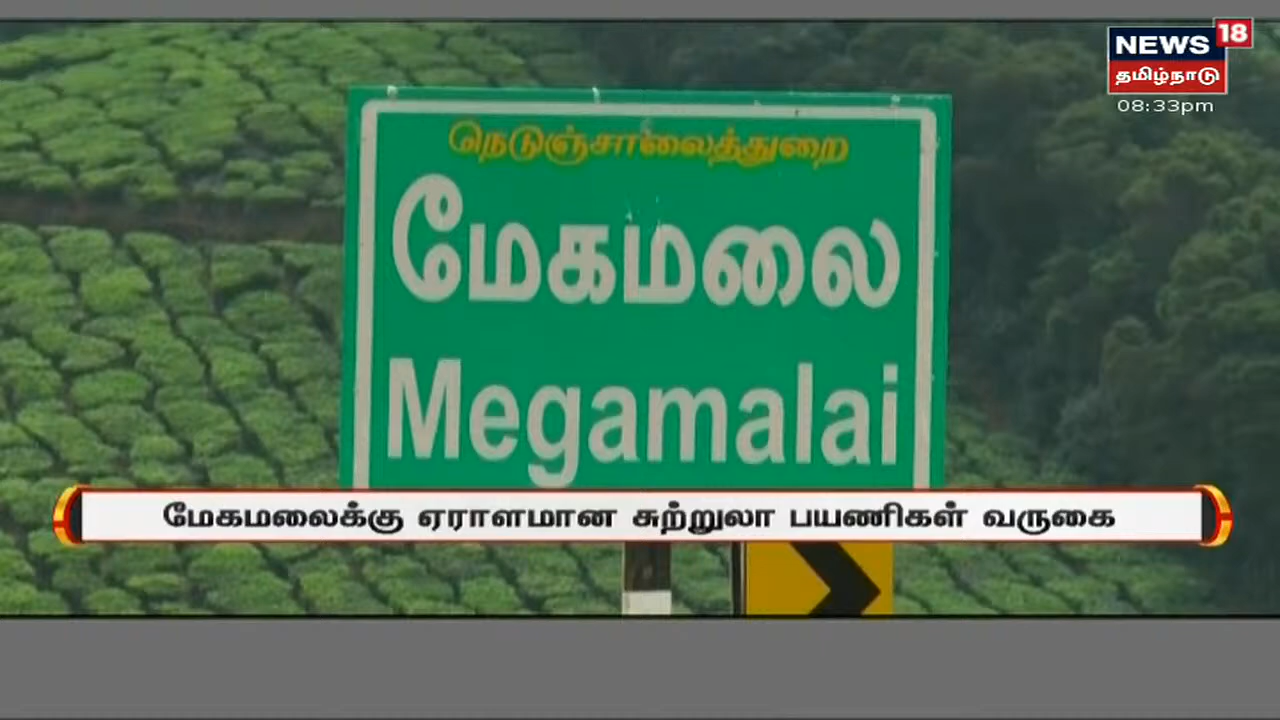 NEWS 18
தமிழ்நாடு
08:33pm
நெடுஞ்சாலைத்துறை
மேகமலை
Megamalai
மேகமலைக்கு ஏராளமான சுற்றுலா பயணிகள் வருகை